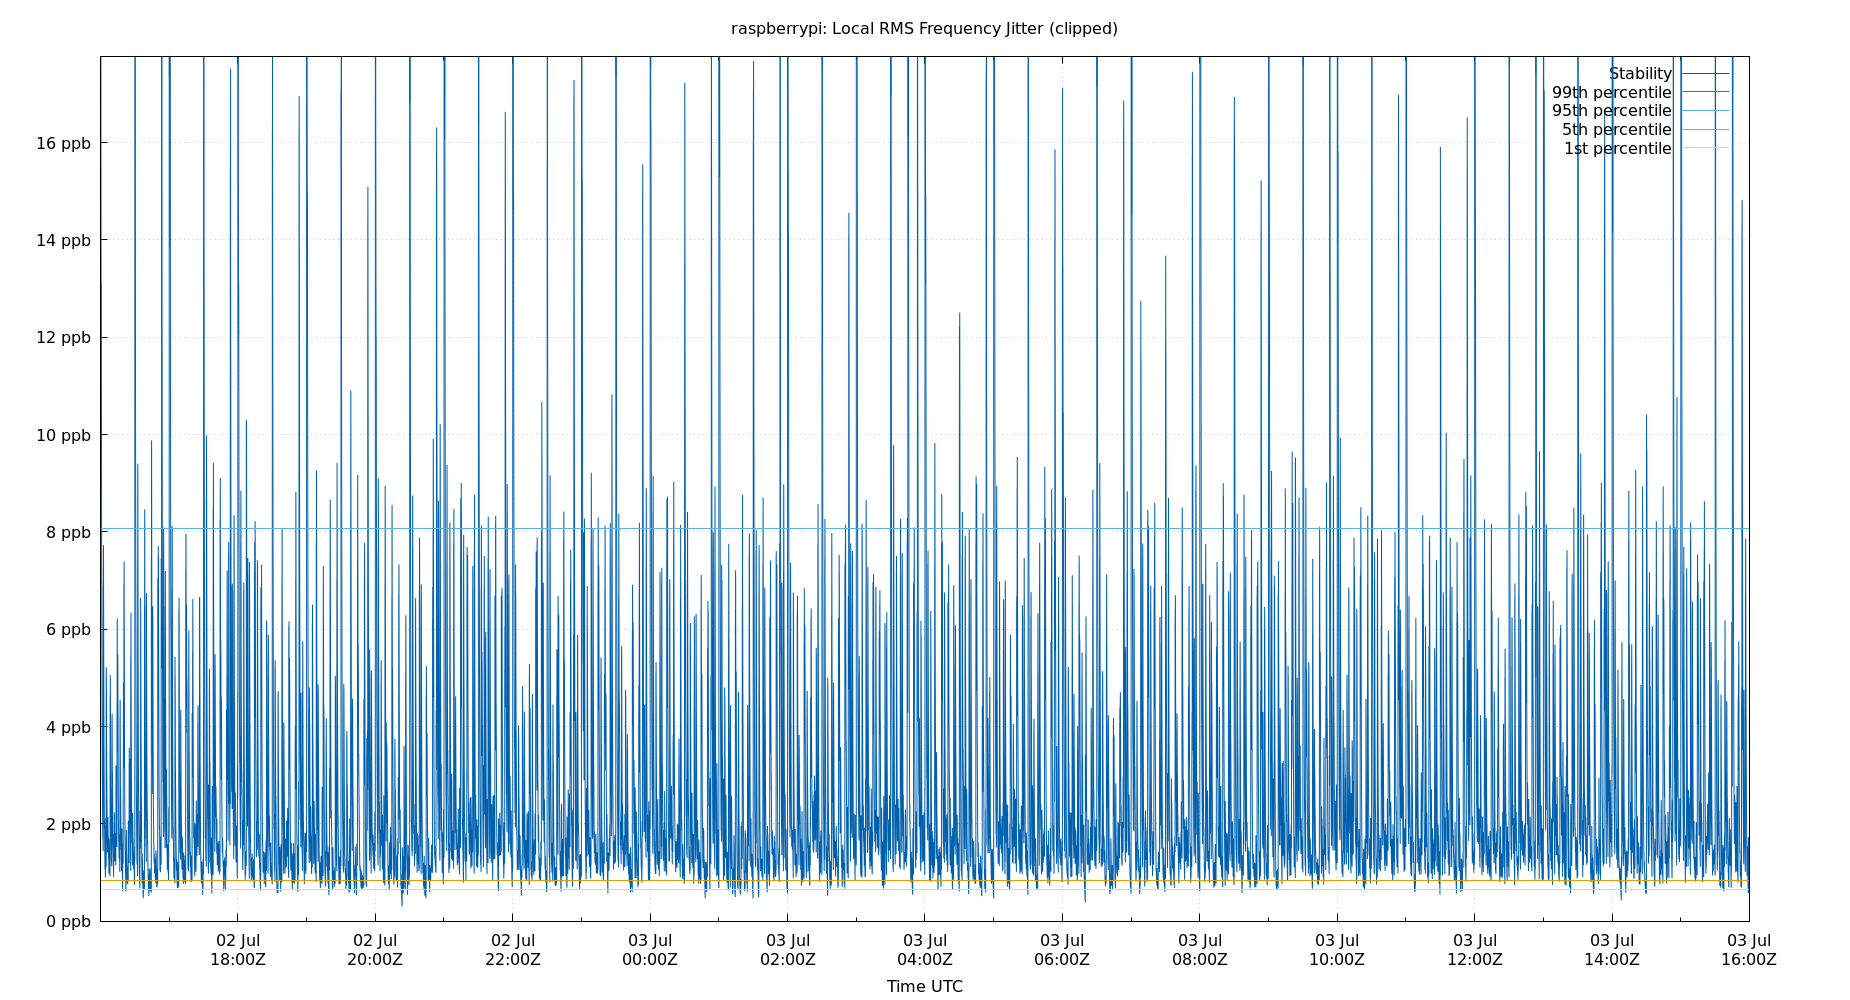 raspberrypi: Local RMS Frequency Jitter (clipped)
Stability
99th percentile
95th percentile
5th percentile
1st percentile
16 ppb
14 ppb
12 ppb
10 ppb
8 ppb
6 ppb
4 ppb
2 ppb
0 ppb
02 Jul 02 Jul 02 Jul 03 Jul 03 Jul 03 Jul 03 Jul 03 Jul 03 Jul 03 Jul 03 Jul 03 Jul
18:00Z 20:00Z 22:00Z 00:00Z 02:00Z 04:00Z 06:00Z 08:00Z 10:00Z 12:00Z 14:00Z 16:00Z
Time UTC